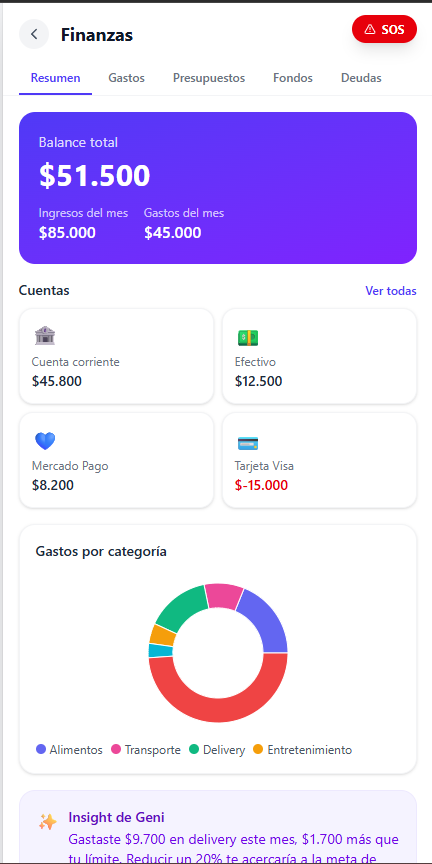 Finanzas
SOS
Resumen Gastos Presupuestos Fondos Deudas
Balance total
$51.500
Ingresos del mes Gastos del mes
$85.000 $45.000
Cuentas Ver todas
Cuenta corriente
$45.800
Efectivo
$12.500
Mercado Pago
$8.200
Tarjeta Visa
$-15.000
Gastos por categoría
Alimentos Transporte Delivery Entretenimiento
Insight de Geni
Gastaste $9.700 en delivery este mes, $1.700 más que
tu límite. Reducir un 20% te acercaría a la meta de